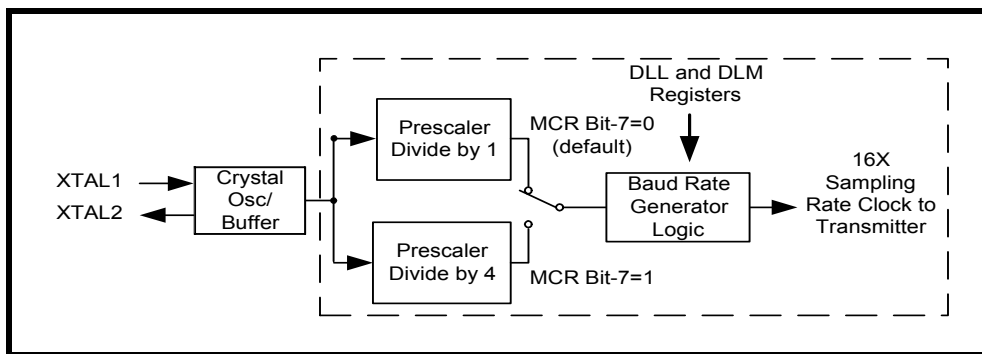 XTAL1
XTAL2
Crystal
Osc/
Buffer
Prescaler
Divide by 1
Prescaler
Divide by 4
MCR Bit-7=0
(default)
MCR Bit-7=1
DLL and DLM
Registers
Baud Rate
Generator
Logic
16X
Sampling
Rate Clock to
Transmitter